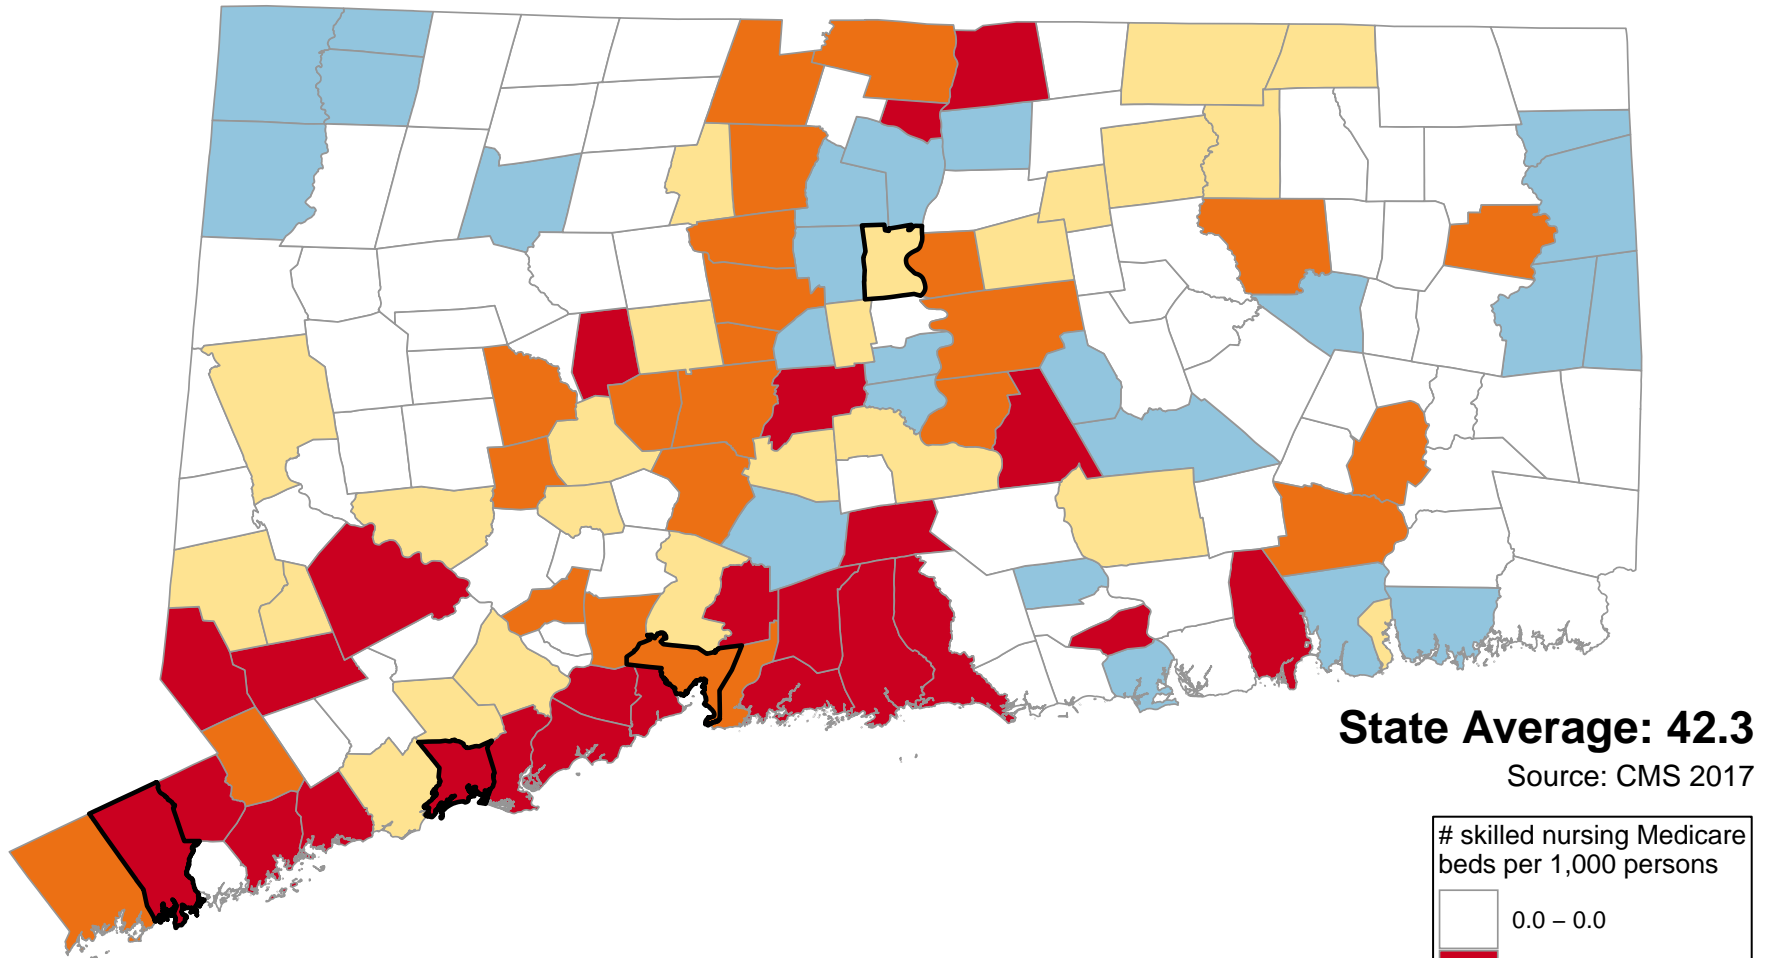 State Average: 42.3
Source: CMS 2017
# skilled nursing Medicare
beds per 1,000 persons
0.0 – 0.0